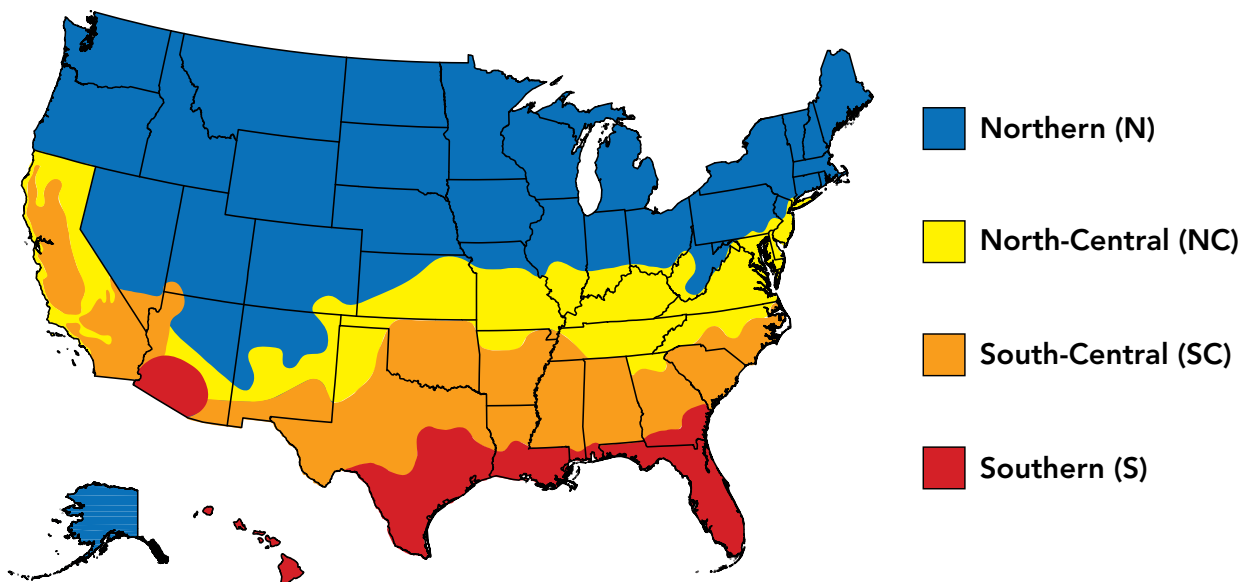 Northern (N)
North-Central (NC)
South-Central (SC)
Southern (S)